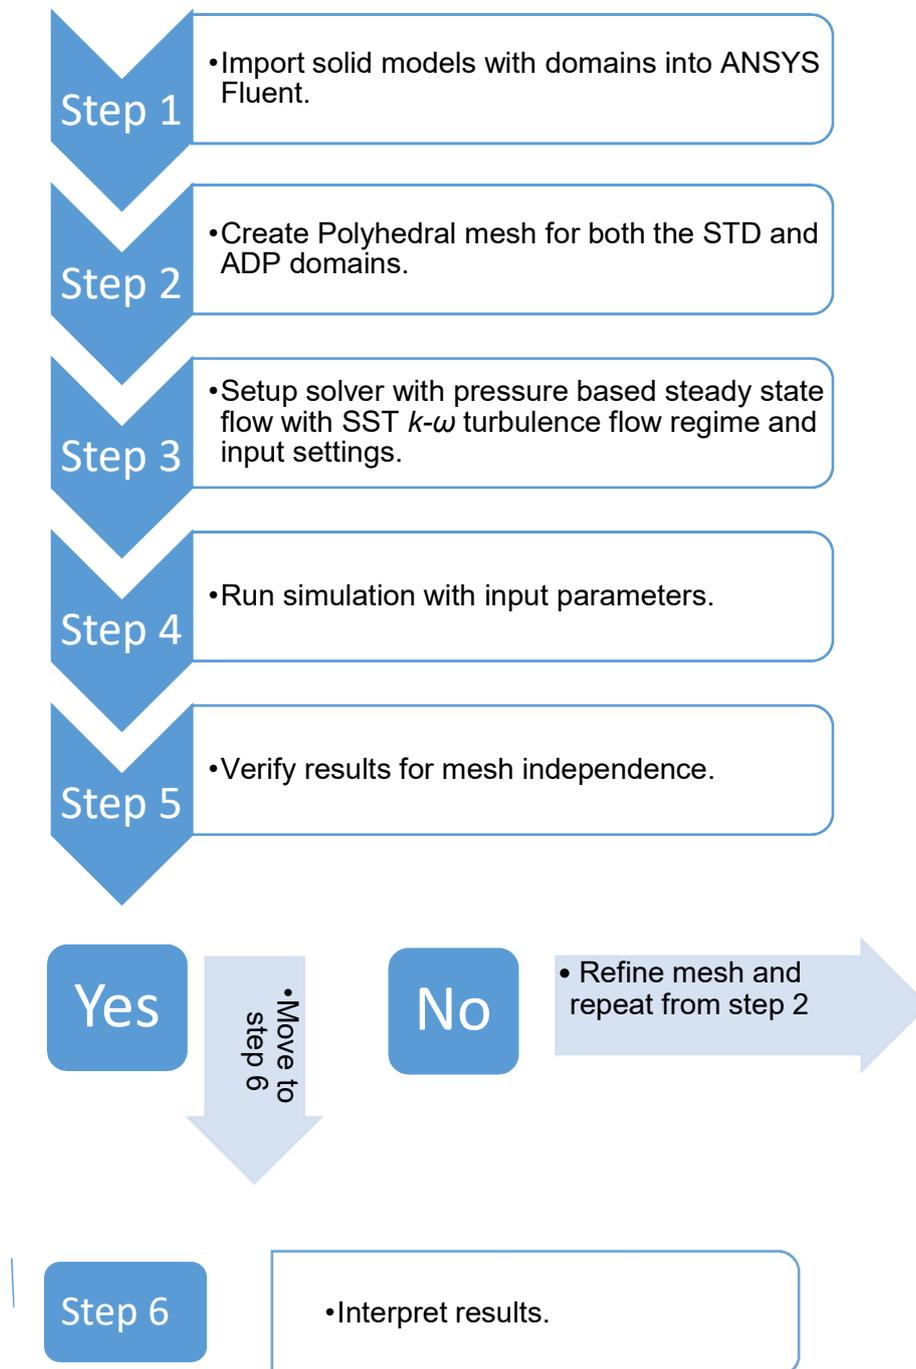 Step 1
•Import solid models with domains into ANSYS
Fluent.
Step 2
•Create Polyhedral mesh for both the STD and
ADP domains.
Step 3
•Setup solver with pressure based steady state
flow with SST k-ω turbulence flow regime and
input settings.
Step 4
•Run simulation with input parameters.
Step 5
•Verify results for mesh independence.
Yes
•Move to
step 6
No
• Refine mesh and
repeat from step 2
Step 6
•Interpret results.